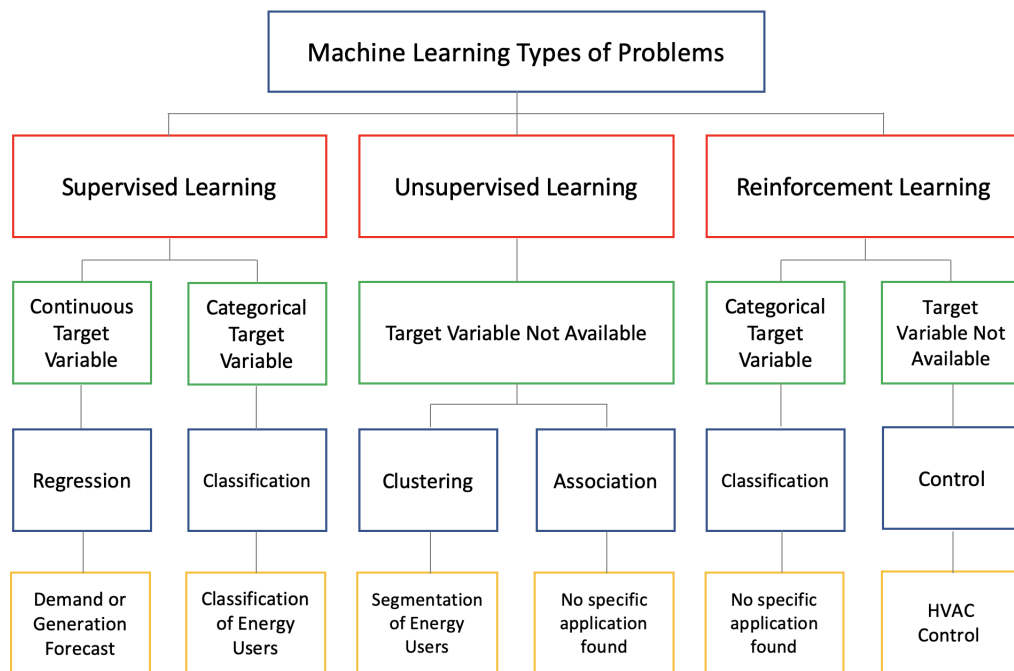 Machine Learning Types of Problems
Supervised Learning
Unsupervised Learning
Reinforcement Learning
Continuous
Target
Variable
Categorical
Target
Variable
Target Variable Not Available
Categorical
Target
Variable
Target
Variable Not
Available
Regression
Classification
Clustering
Association
Classification
Control
Demand or
Generation
Forecast
Classification
of Energy
Users
Segmentation
of Energy
Users
No specific
application
found
No specific
application
found
HVAC
Control